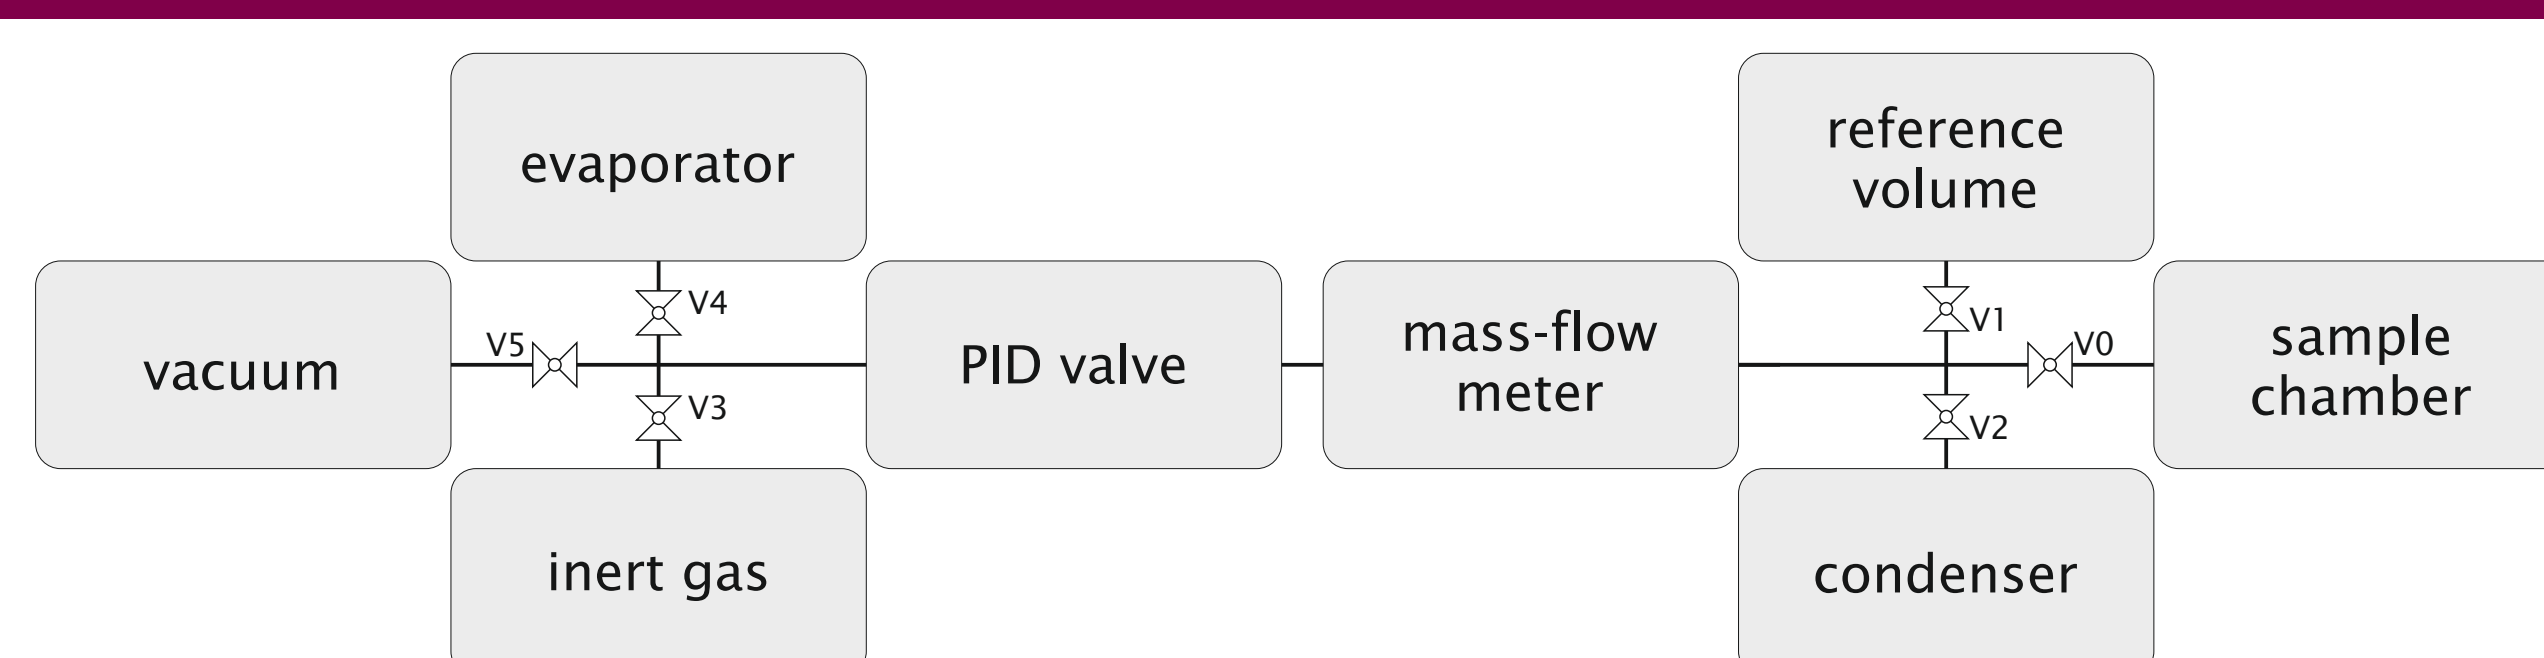 evaporator
reference
volume
V4
V5
V1
V0
vacuum
PID valve
mass-flow
meter
sample
chamber
V3
V2
inert gas
condenser